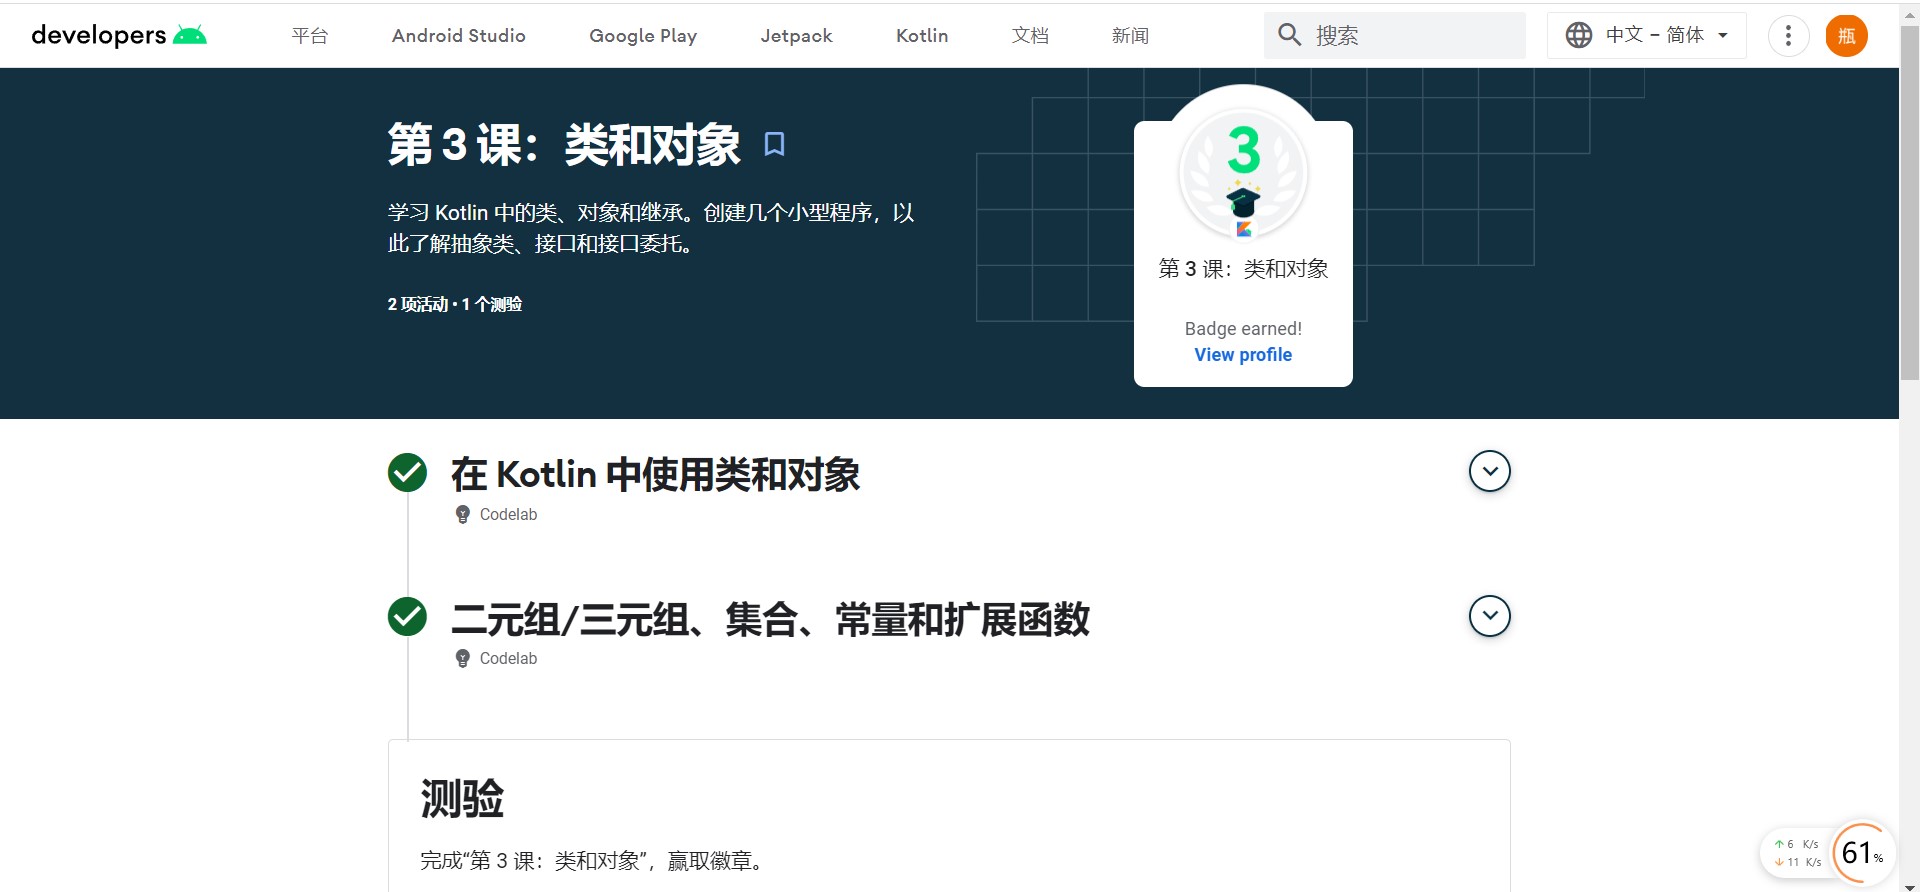 developers
平台
Android Studio
Google Play
Jetpack
Kotlin
文档
新闻
搜索
中文 – 简体
瓶
第 3 课：类和对象
学习 Kotlin 中的类、对象和继承。创建几个小型程序，以
此了解抽象类、接口和接口委托。
2 项活动 • 1 个测验
3
第 3 课：类和对象
Badge earned!
View profile
在 Kotlin 中使用类和对象
Codelab
二元组/三元组、集合、常量和扩展函数
Codelab
测验
完成“第 3 课：类和对象”，赢取徽章。
6 K/s
11 K/s
61%